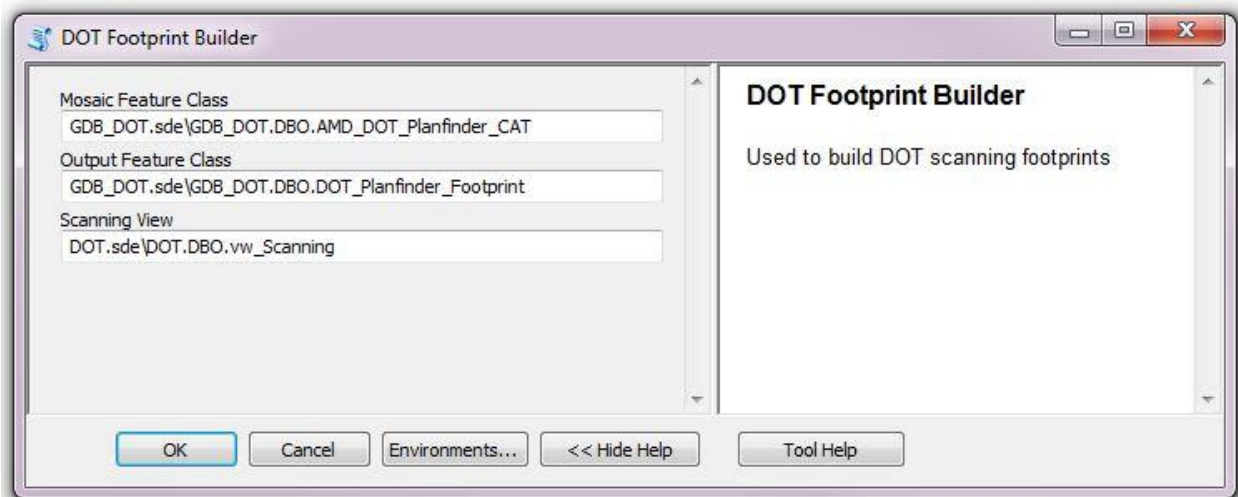 DOT Footprint Builder
Mosaic Feature Class
GDB_DOT.sde\GDB_DOT.DBO.AMD_DOT_Planfinder_CAT
Output Feature Class
GDB_DOT.sde\GDB_DOT.DBO.DOT_Planfinder_Footprint
Scanning View
DOT.sde\DOT.DBO.vw_Scanning
DOT Footprint Builder
Used to build DOT scanning footprints
OK
Cancel
Environments...
<< Hide Help
Tool Help